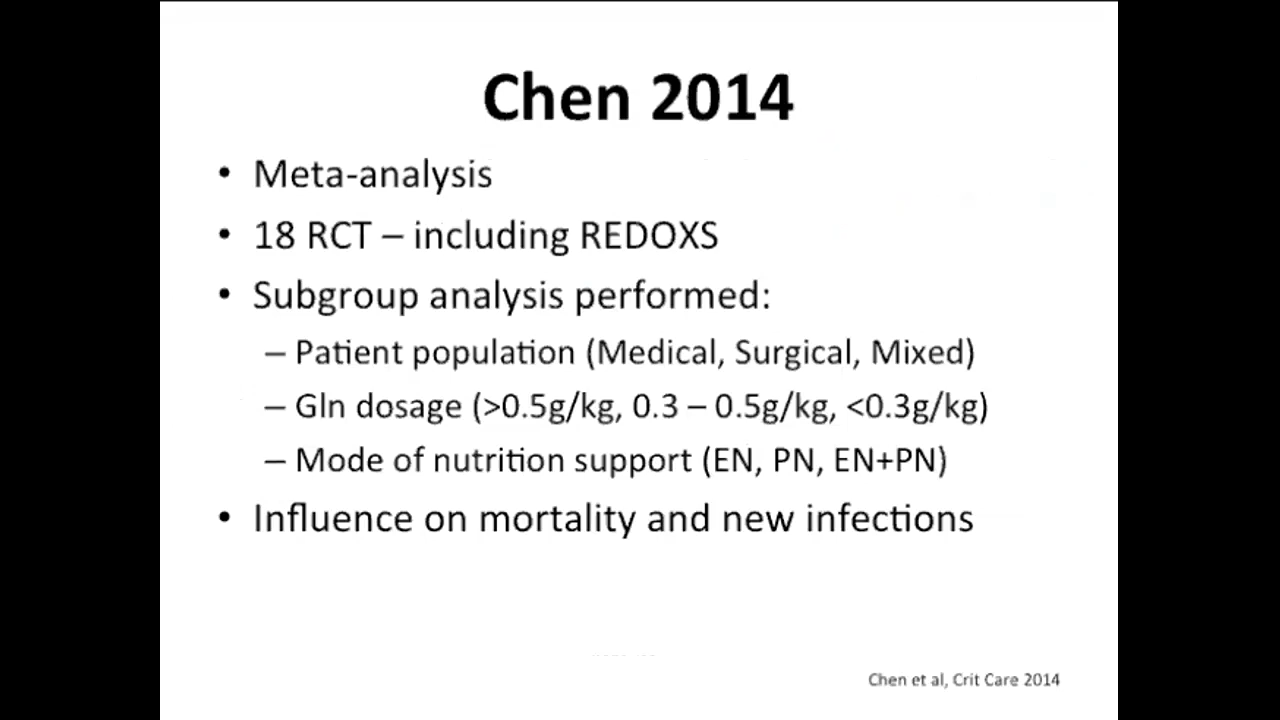 Chen 2014
• Meta-analysis
• 18 RCT – including REDOXS
• Subgroup analysis performed:
– Patient population (Medical, Surgical, Mixed)
– Gln dosage (>0.5g/kg, 0.3 – 0.5g/kg, <0.3g/kg)
– Mode of nutrition support (EN, PN, EN+PN)
• Influence on mortality and new infections
Chen et al, Crit Care 2014